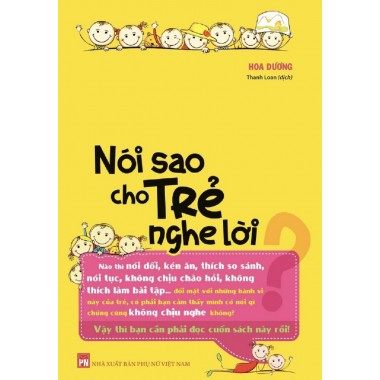 HOA DƯƠNG
Thanh Loan (dịch)
Nói sao
cho TRẺ
nghe lời
?
Nào thì nói dối, kén ăn, thích so sánh,
nói tục, không chịu chào hỏi, không
thích làm bài tập... đối mặt với những hành vi
này của trẻ, có phải bạn cảm thấy mình có nói gì
chúng cũng không chịu nghe không?
Vậy thì bạn cần phải đọc cuốn sách này rồi!
PN
NHÀ XUẤT BẢN PHỤ NỮ VIỆT NAM